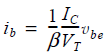 i_b = \frac{1}{\beta} \frac{I_C}{V_T} v_{be}